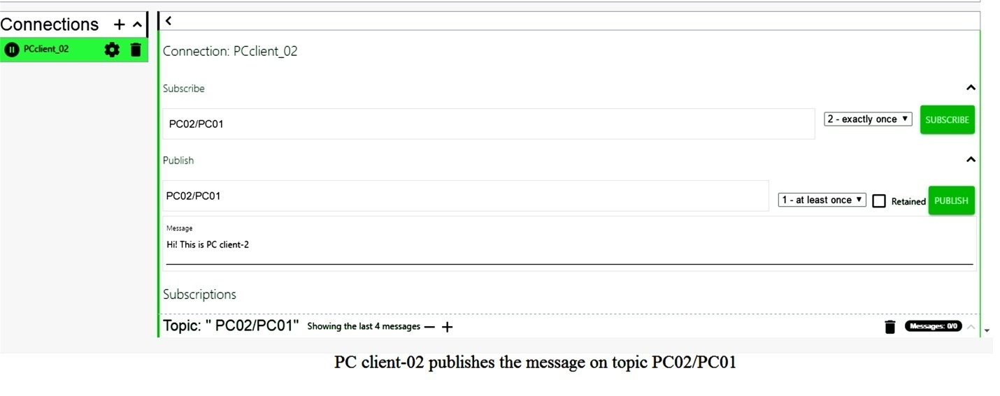 Connections
PCclient_02
Connection: PCclient_02
Subscribe
PC02/PC01
2 - exactly once
SUBSCRIBE
Publish
PC02/PC01
1 - at least once
Retained
PUBLISH
Message
Hi! This is PC client-2
Subscriptions
Topic: " PC02/PC01" Showing the last 4 messages
Messages: 0/0
PC client-02 publishes the message on topic PC02/PC01